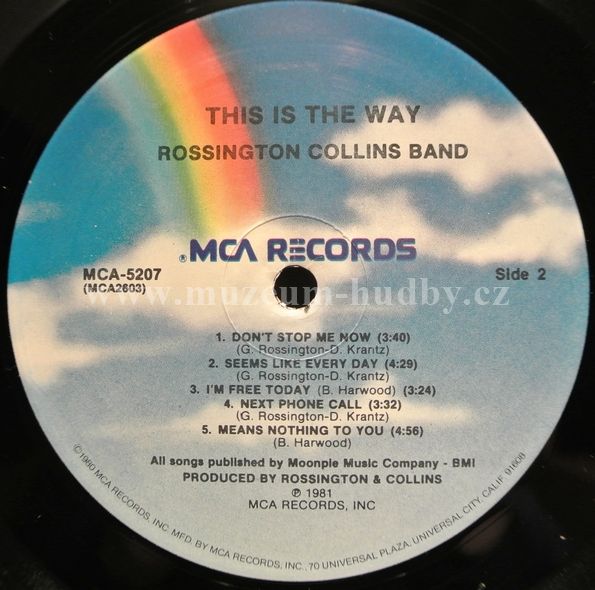 THIS IS THE WAY
ROSSINGTON COLLINS BAND
® MCA RECORDS
MCA-5207
(MCA2603)
Side 2
www.muzeum-hudby.cz
1. DON'T STOP ME NOW (3:40)
(G. Rossington-D. Krantz)
2. SEEMS LIKE EVERY DAY (4:29)
(G. Rossington-D. Krantz)
3. I'M FREE TODAY (B. Harwood) (3:24)
4. NEXT PHONE CALL (3:32)
(G. Rossington-D. Krantz)
5. MEANS NOTHING TO YOU (4:56)
(B. Harwood)
All songs published by Moonpie Music Company - BMI
PRODUCED BY ROSSINGTON & COLLINS
℗ 1981
MCA RECORDS, INC
©1980 MCA RECORDS, INC. MFD. BY MCA RECORDS, INC., 70 UNIVERSAL PLAZA, UNIVERSAL CITY, CALIF. 91608